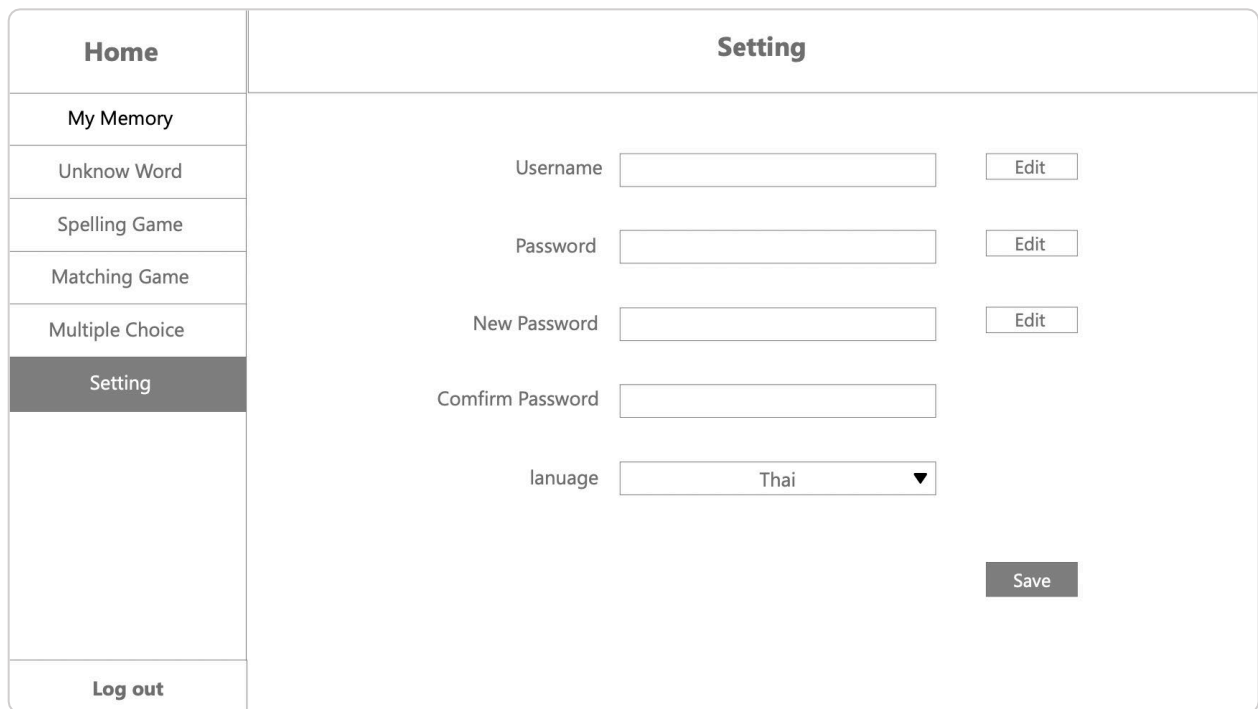 Home
Setting
My Memory
Unknow Word
Spelling Game
Matching Game
Multiple Choice
Setting
Log out
Username
Edit
Password
Edit
New Password
Edit
Comfirm Password
lanuage
Thai
Save